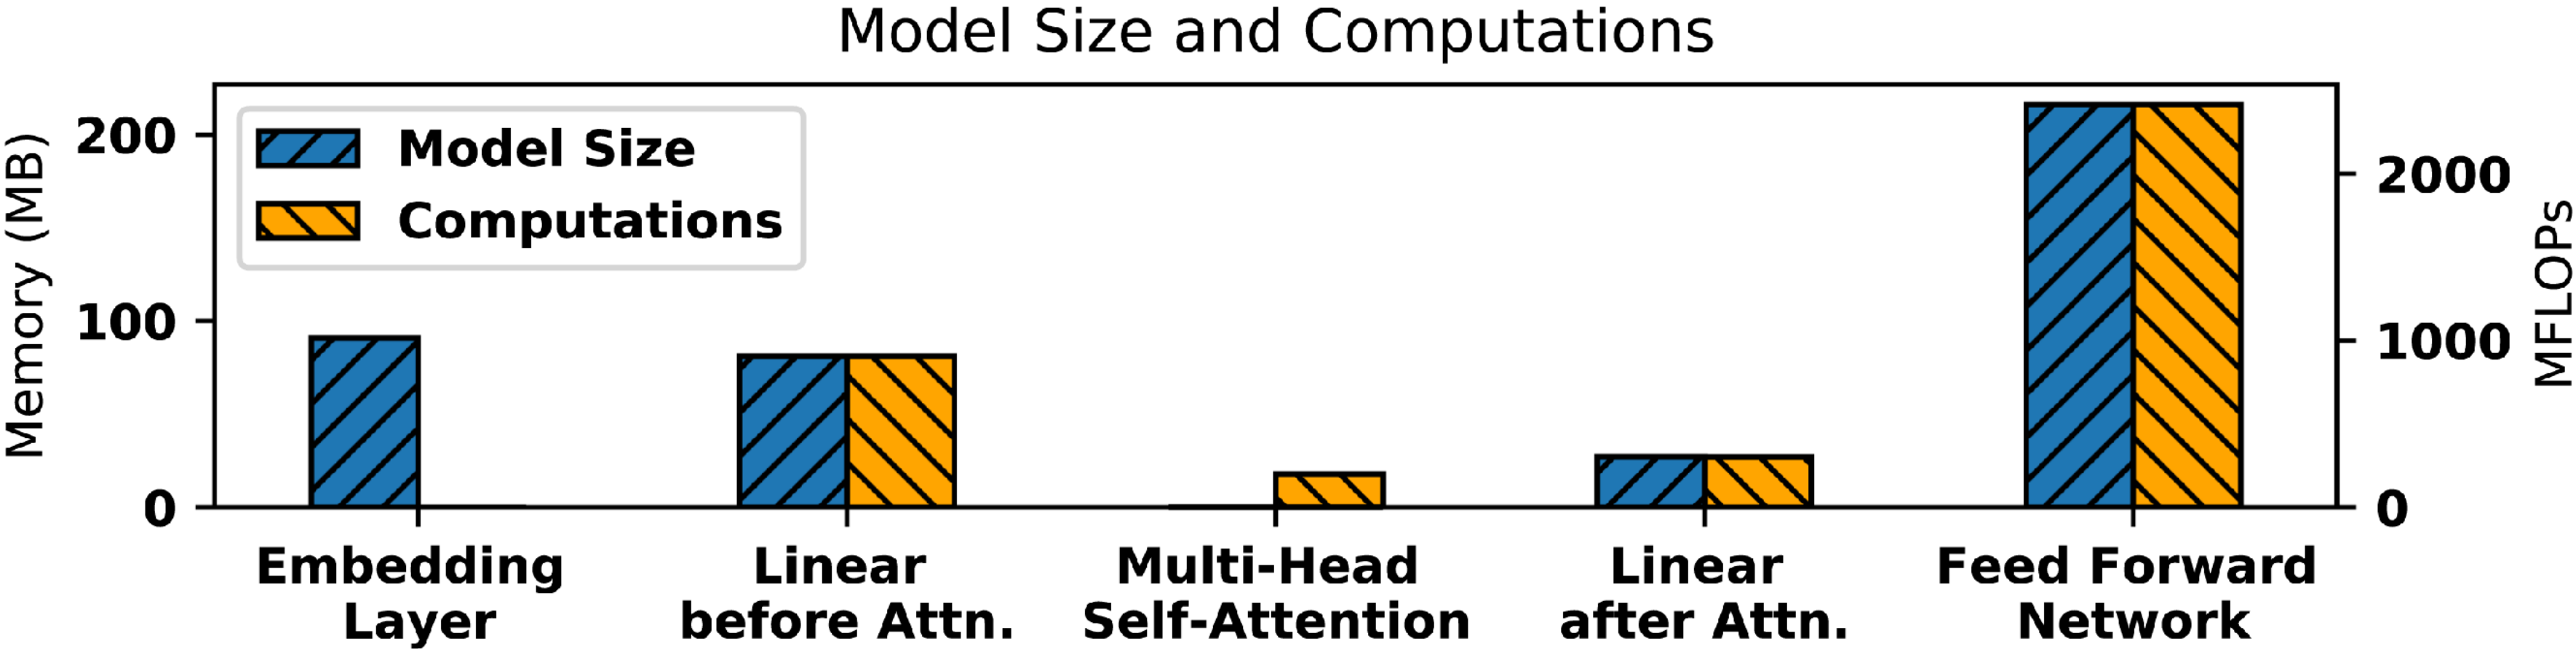 Model Size and Computations
Memory (MB)
200
100
0
Model Size
Computations
2000
1000
0
MFLOPs
Embedding
Layer
Linear
before Attn.
Multi-Head
Self-Attention
Linear
after Attn.
Feed Forward
Network